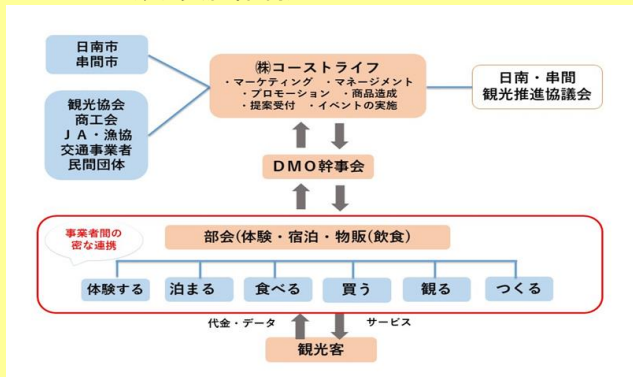 日南市
串間市
㈱コーストライフ
・マーケティング ・マネージメント
・プロモーション ・商品造成
・提案受付 ・イベントの実施
日南・串間
観光推進協議会
観光協会
商工会
ＪＡ・漁協
交通事業者
民間団体
ＤＭＯ幹事会
事業者間の
密な連携
部会(体験・宿泊・物販(飲食)
体験する
泊まる
食べる
買う
観る
つくる
代金・データ
サービス
観光客